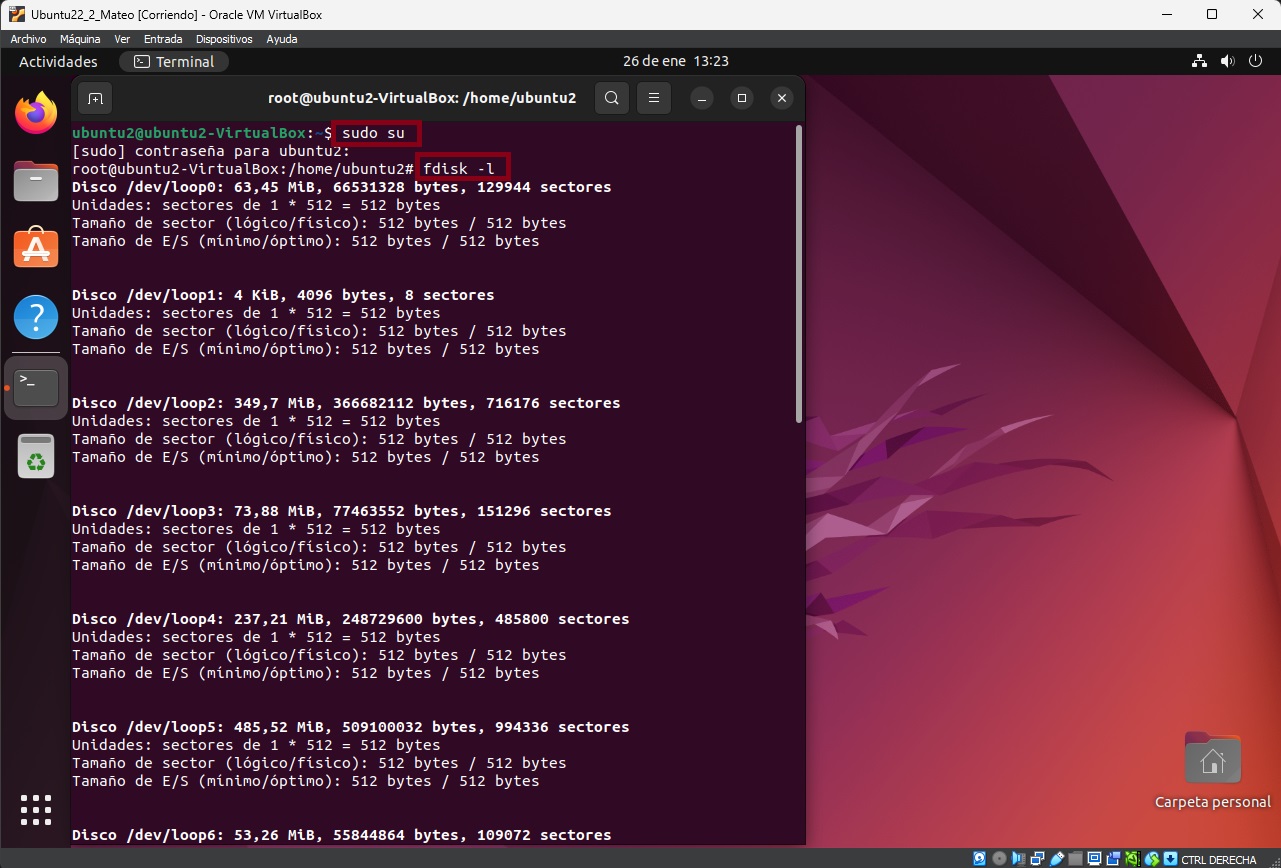 Ubuntu22_2_Mateo [Corriendo] - Oracle VM VirtualBox
Archivo Máquina Ver Entrada Dispositivos Ayuda
Actividades Terminal 26 de ene 13:23
root@ubuntu2-VirtualBox: /home/ubuntu2
ubuntu2@ubuntu2-VirtualBox:~$ sudo su
[sudo] contraseña para ubuntu2:
root@ubuntu2-VirtualBox:/home/ubuntu2# fdisk -l
Disco /dev/loop0: 63,45 MiB, 66531328 bytes, 129944 sectores
Unidades: sectores de 1 * 512 = 512 bytes
Tamaño de sector (lógico/físico): 512 bytes / 512 bytes
Tamaño de E/S (mínimo/óptimo): 512 bytes / 512 bytes
Disco /dev/loop1: 4 KiB, 4096 bytes, 8 sectores
Unidades: sectores de 1 * 512 = 512 bytes
Tamaño de sector (lógico/físico): 512 bytes / 512 bytes
Tamaño de E/S (mínimo/óptimo): 512 bytes / 512 bytes
Disco /dev/loop2: 349,7 MiB, 366682112 bytes, 716176 sectores
Unidades: sectores de 1 * 512 = 512 bytes
Tamaño de sector (lógico/físico): 512 bytes / 512 bytes
Tamaño de E/S (mínimo/óptimo): 512 bytes / 512 bytes
Disco /dev/loop3: 73,88 MiB, 77463552 bytes, 151296 sectores
Unidades: sectores de 1 * 512 = 512 bytes
Tamaño de sector (lógico/físico): 512 bytes / 512 bytes
Tamaño de E/S (mínimo/óptimo): 512 bytes / 512 bytes
Disco /dev/loop4: 237,21 MiB, 248729600 bytes, 485800 sectores
Unidades: sectores de 1 * 512 = 512 bytes
Tamaño de sector (lógico/físico): 512 bytes / 512 bytes
Tamaño de E/S (mínimo/óptimo): 512 bytes / 512 bytes
Disco /dev/loop5: 485,52 MiB, 509100032 bytes, 994336 sectores
Unidades: sectores de 1 * 512 = 512 bytes
Tamaño de sector (lógico/físico): 512 bytes / 512 bytes
Tamaño de E/S (mínimo/óptimo): 512 bytes / 512 bytes
Disco /dev/loop6: 53,26 MiB, 55844864 bytes, 109072 sectores
Carpeta personal
CTRL DERECHA